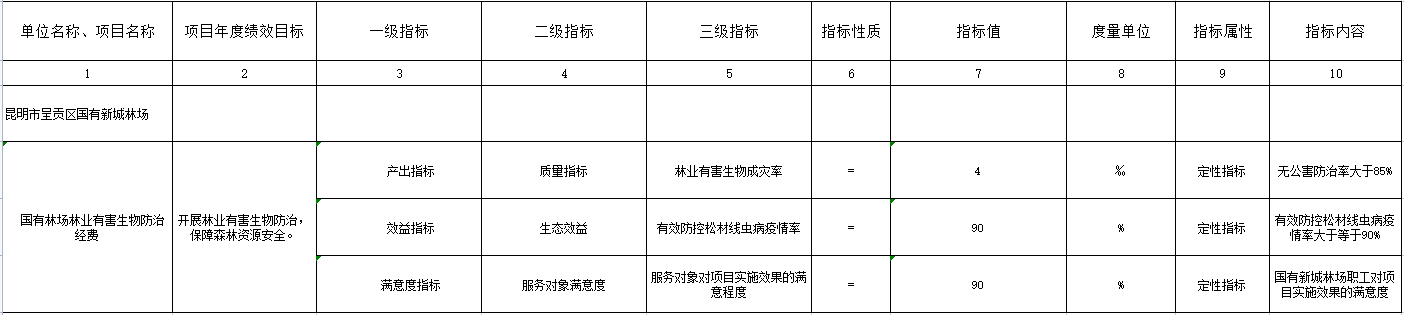 单位名称、项目名称 项目年度绩效目标 一级指标 二级指标 三级指标 指标性质 指标值 度量单位 指标属性 指标内容
1 2 3 4 5 6 7 8 9 10
昆明市呈贡区国有新城林场
国有林场林业有害生物防治
经费
开展林业有害生物防治，
保障森林资源安全。
产出指标 质量指标 林业有害生物成灾率 = 4 ‰ 定性指标 无公害防治率大于85%
效益指标 生态效益 有效防控松材线虫病疫情率 = 90 % 定性指标 有效防控松材线虫病疫
情率大于等于90%
满意度指标 服务对象满意度 服务对象对项目实施效果的满
意程度
= 90 % 定性指标 国有新城林场职工对项
目实施效果的满意度